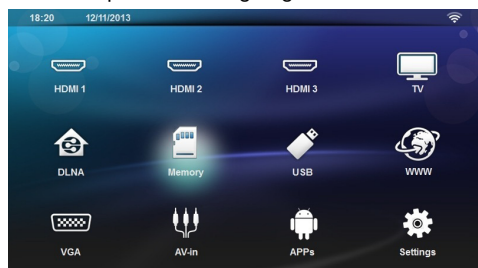 18:20 12/11/2013
HDMI 1 HDMI 2 HDMI 3 TV
DLNA Memory USB WWW
VGA AV-in APPs Settings